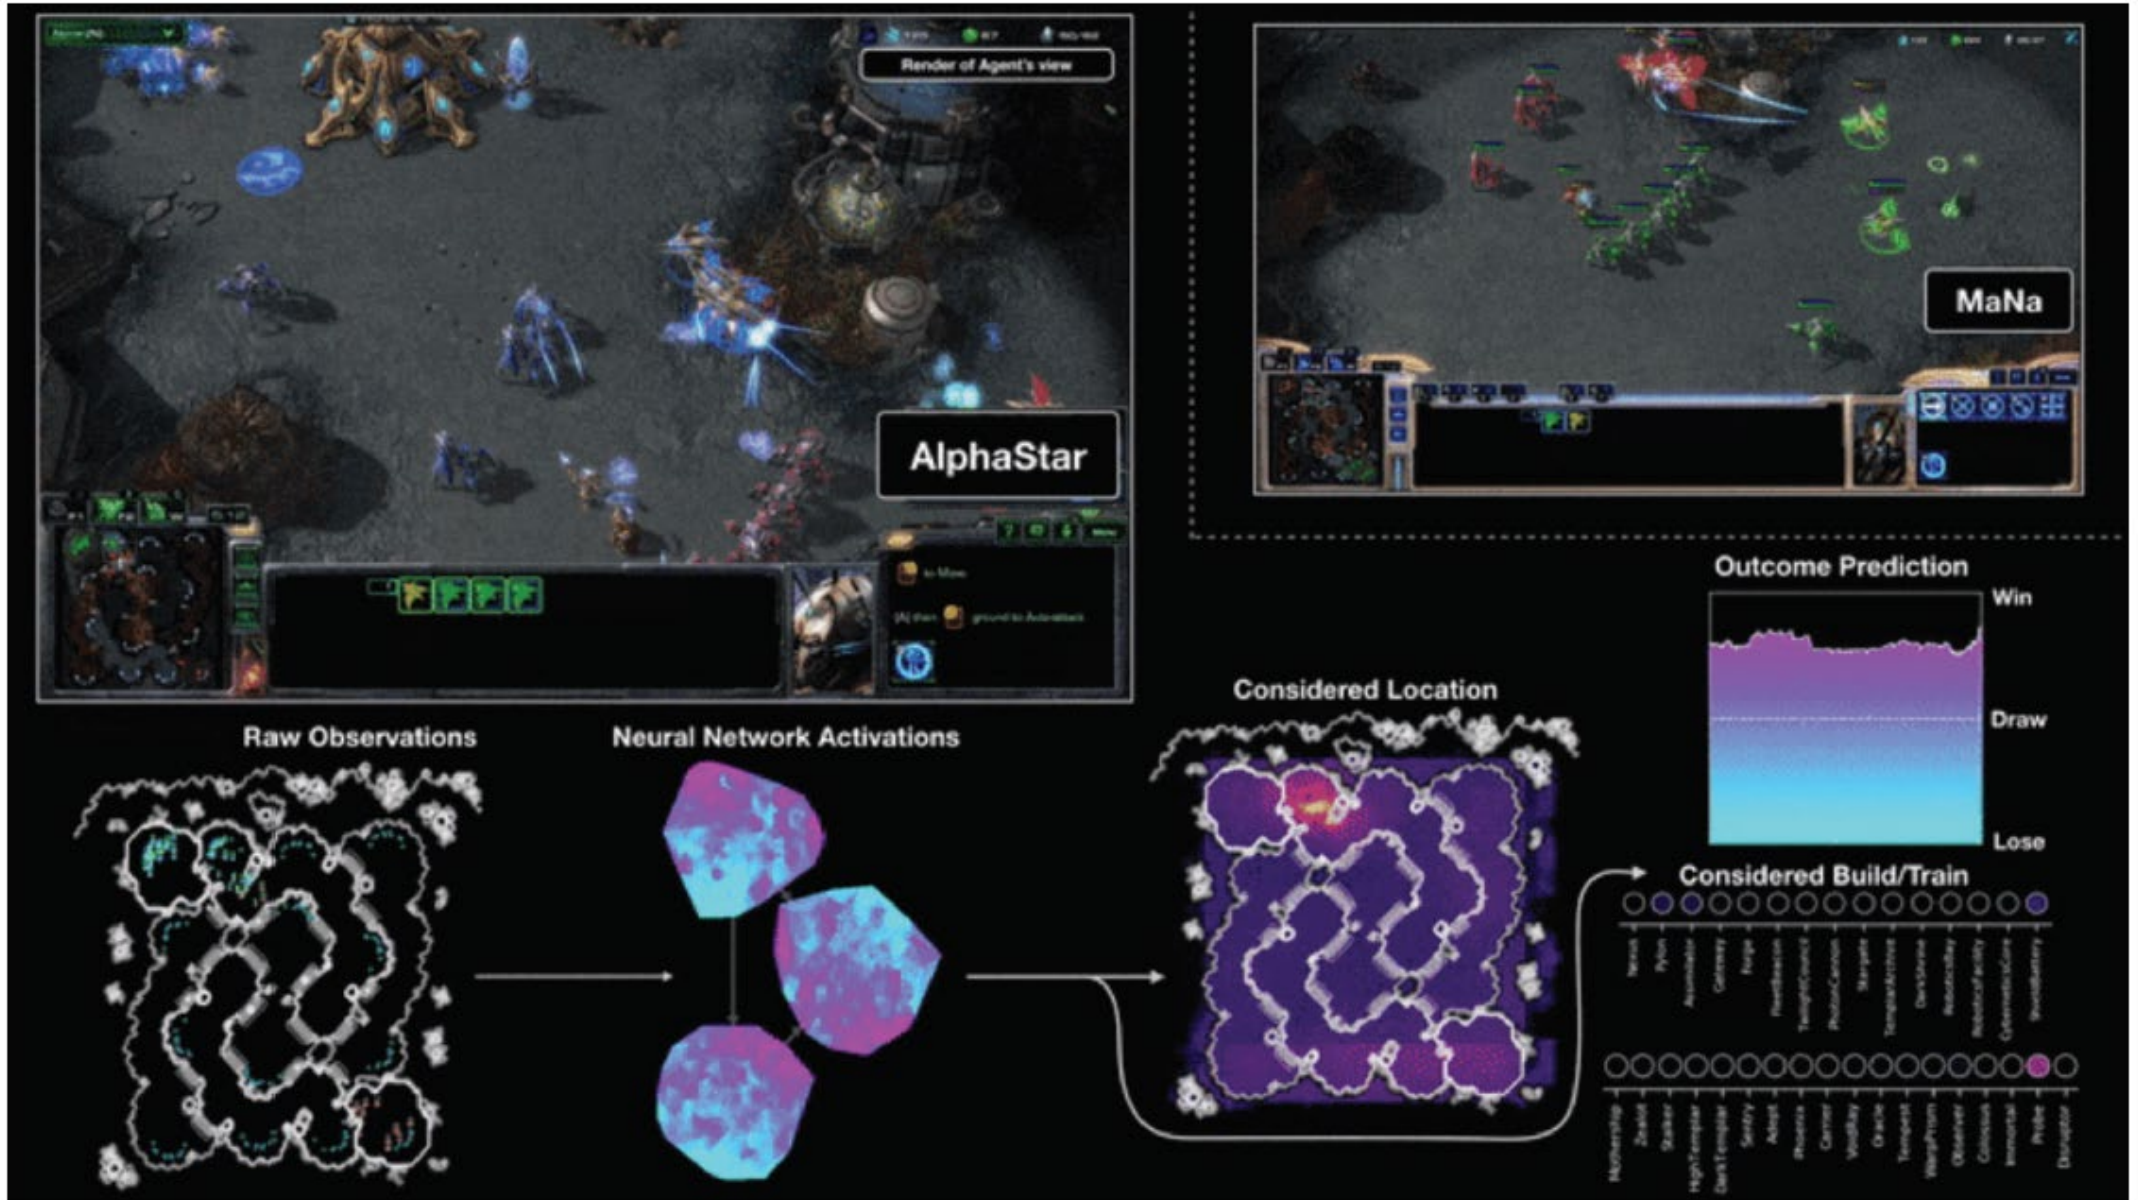 Render of Agent's view
AlphaStar
MaNa
Raw Observations
Neural Network Activations
Considered Location
Outcome Prediction
Win
Draw
Lose
Considered Build/Train
Nexus
Pylon
Assimilator
Gateway
Forge
FleetBeacon
TwilightCouncil
PhotonCannon
Stargate
TemplarArchive
DarkShrine
RoboticsBay
RoboticsFacility
CyberneticsCore
ShieldBattery
Mothership
Zealot
Stalker
HighTemplar
DarkTemplar
Sentry
Adept
Phoenix
Carrier
VoidRay
Oracle
Tempest
WarpPrism
Observer
Colossus
Immortal
Probe
Disruptor